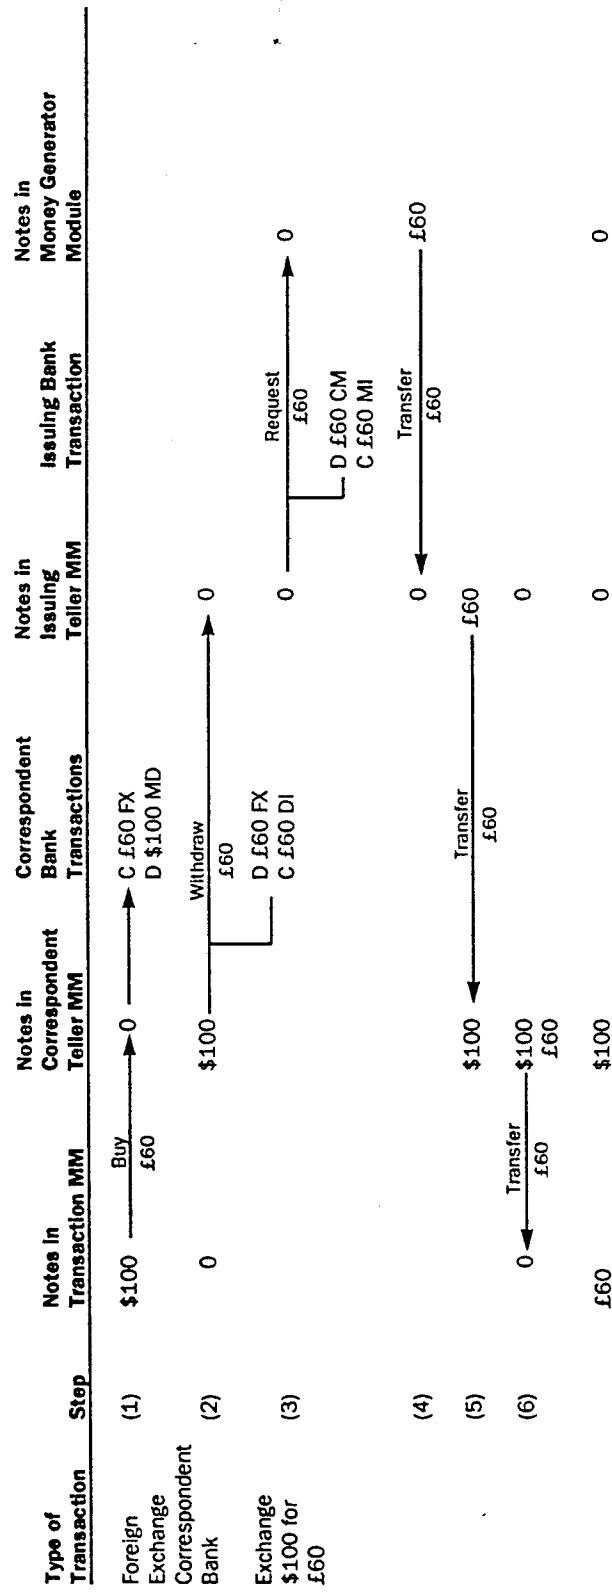 Type of Transaction
Step
Notes in Transaction MM
Notes in Correspondent Teller MM
Correspondent Bank Transactions
Notes in Issuing Teller MM
Issuing Bank Transaction
Notes in Money Generator Module
Foreign Exchange Correspondent Bank
Exchange $100 for £60
(1)
$100
Buy
£60
0
C £60 FX
D $100 MD
(2)
0
$100
Withdraw
£60
D £60 FX
C £60 DI
0
(3)
0
Request
£60
D £60 CM
C £60 MI
0
(4)
0
Transfer
£60
£60
(5)
$100
Transfer
£60
£60
(6)
0
Transfer
£60
$100
£60
0
£60
$100
0
0